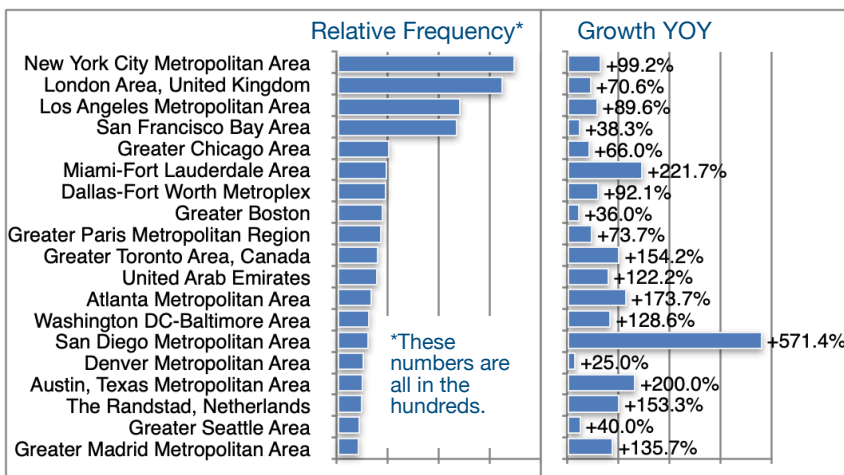 Relative Frequency* Growth YOY
New York City Metropolitan Area +99.2%
London Area, United Kingdom +70.6%
Los Angeles Metropolitan Area +89.6%
San Francisco Bay Area +38.3%
Greater Chicago Area +66.0%
Miami-Fort Lauderdale Area +221.7%
Dallas-Fort Worth Metroplex +92.1%
Greater Boston +36.0%
Greater Paris Metropolitan Region +73.7%
Greater Toronto Area, Canada +154.2%
United Arab Emirates +122.2%
Atlanta Metropolitan Area +173.7%
Washington DC-Baltimore Area +128.6%
San Diego Metropolitan Area +571.4%
Denver Metropolitan Area +25.0%
Austin, Texas Metropolitan Area +200.0%
The Randstad, Netherlands +153.3%
Greater Seattle Area +40.0%
Greater Madrid Metropolitan Area +135.7%
*These
numbers are
all in the
hundreds.